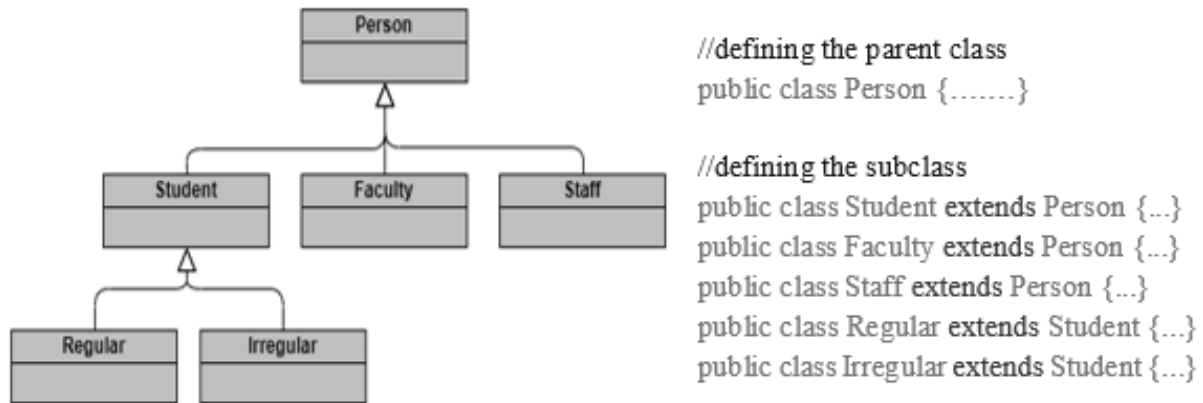 Person
Student
Faculty
Staff
Regular
Irregular
//defining the parent class
public class Person {.......}
//defining the subclass
public class Student extends Person {...}
public class Faculty extends Person {...}
public class Staff extends Person {...}
public class Regular extends Student {...}
public class Irregular extends Student {...}